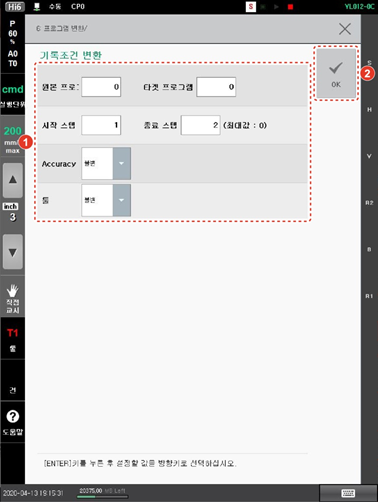 Hi6 수동 CP0 S YL012-0C
P
60
%
A0
T0
cmd
실행단위
200
mm/
max
inch
3
직접
교시
T1
툴
건
도움말
6: 프로그램 변환/
기록조건 변환
원본 프로그 0 타겟 프로그램 0
시작 스텝 1 종료 스텝 2 (최대값 : 0)
Accuracy 불변
툴 불변
1
2
OK
S
H
V
R2
B
R1
[ENTER]키를 누른 후 설정할 값을 방향키로 선택하십시오.
2020-04-13 19:15:31 29375.00 MB Left